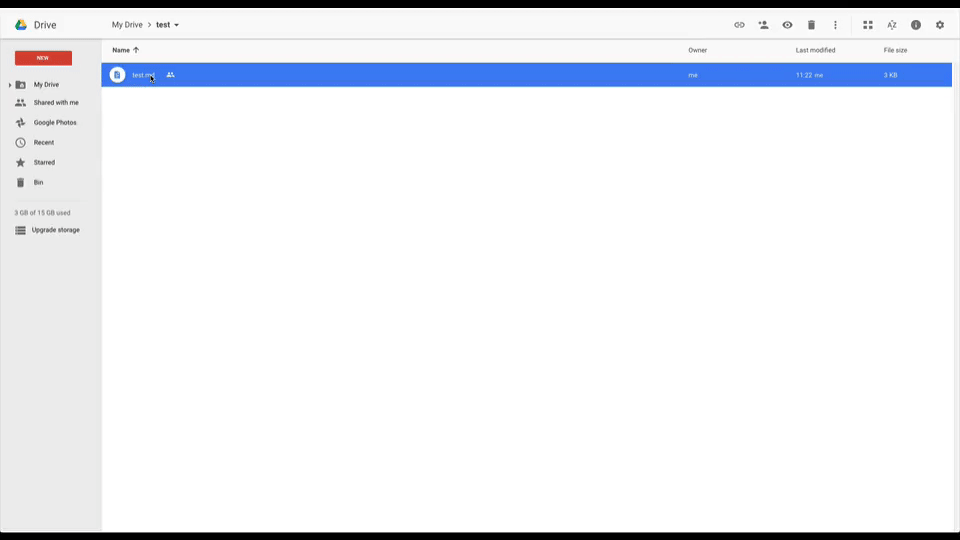 Drive
My Drive > test
Name
Owner
Last modified
File size
test.md
me
11:22 me
3 KB
NEW
My Drive
Shared with me
Google Photos
Recent
Starred
Bin
3 GB of 15 GB used
Upgrade storage